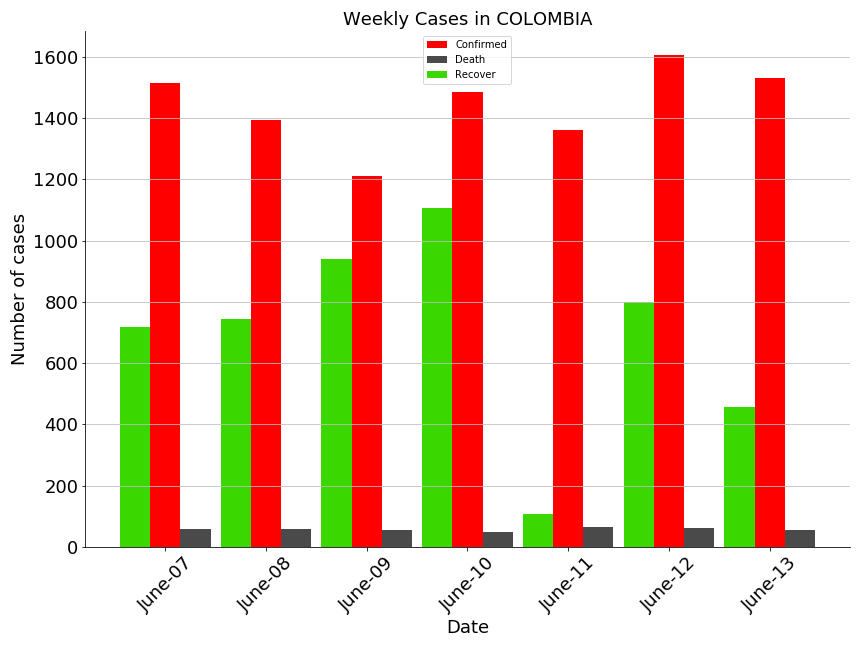 Weekly Cases in COLOMBIA
Confirmed
Death
Recover
Number of cases
1600
1400
1200
1000
800
600
400
200
0
June-07
June-08
June-09
June-10
June-11
June-12
June-13
Date